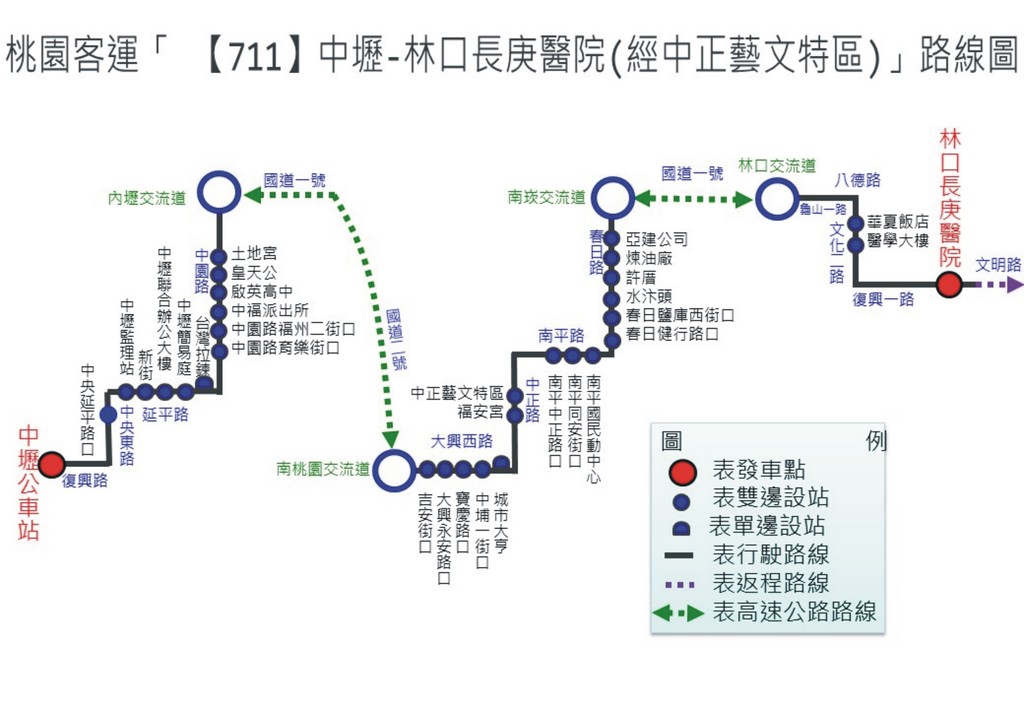 桃園客運「 【711】中壢-林口長庚醫院(經中正藝文特區)」路線圖
中壢公車站
復興路
中央延平路口
中央東路
延平路
中壢監理站
新街
中壢聯合辦公大樓
中壢簡易庭
台灣拉鍊
中園路
內壢交流道
土地宮
皇天公
啟英高中
中福派出所
中園路福州二街口
中園路育樂街口
國道一號
國道二號
南桃園交流道
大興西路
吉安街口
大興永安路口
寶慶路口
中埔一街口
城市大亨
中正藝文特區
福安宮
中正路
南平路
南平中正路口
南平同安街口
南平國民動中心
南崁交流道
春日路
亞建公司
煉油廠
許厝
水汴頭
春日鹽庫西街口
春日健行路口
國道一號
林口交流道
八德路
龜山一路
文化二路
華夏飯店
醫學大樓
復興一路
林口長庚醫院
文明路
圖 例
表發車點
表雙邊設站
表單邊設站
表行駛路線
表返程路線
表高速公路路線